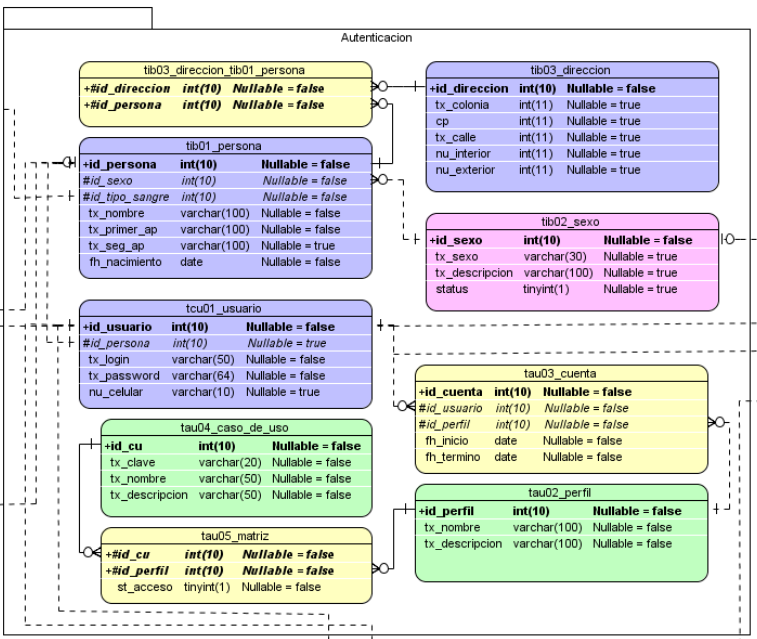 Autenticacion
tib03_direccion_tib01_persona
+#id_direccion int(10) Nullable = false
+#id_persona int(10) Nullable = false
tib03_direccion
+id_direccion int(10) Nullable = false
tx_colonia int(11) Nullable = true
cp int(11) Nullable = true
tx_calle int(11) Nullable = true
nu_interior int(11) Nullable = true
nu_exterior int(11) Nullable = true
tib01_persona
+id_persona int(10) Nullable = false
#id_sexo int(10) Nullable = false
#id_tipo_sangre int(10) Nullable = false
tx_nombre varchar(100) Nullable = false
tx_primer_ap varchar(100) Nullable = false
tx_seg_ap varchar(100) Nullable = true
fh_nacimiento date Nullable = false
tib02_sexo
+id_sexo int(10) Nullable = false
tx_sexo varchar(30) Nullable = true
tx_descripcion varchar(100) Nullable = true
status tinyint(1) Nullable = true
tcu01_usuario
+id_usuario int(10) Nullable = false
#id_persona int(10) Nullable = true
tx_login varchar(50) Nullable = false
tx_password varchar(64) Nullable = false
nu_celular varchar(10) Nullable = true
tau03_cuenta
+id_cuenta int(10) Nullable = false
#id_usuario int(10) Nullable = false
#id_perfil int(10) Nullable = false
fh_inicio date Nullable = false
fh_termino date Nullable = false
tau04_caso_de_uso
+id_cu int(10) Nullable = false
tx_clave varchar(20) Nullable = false
tx_nombre varchar(50) Nullable = false
tx_descripcion varchar(50) Nullable = false
tau02_perfil
+id_perfil int(10) Nullable = false
tx_nombre varchar(100) Nullable = false
tx_descripcion varchar(100) Nullable = false
tau05_matriz
+#id_cu int(10) Nullable = false
+#id_perfil int(10) Nullable = false
st_acceso tinyint(1) Nullable = false